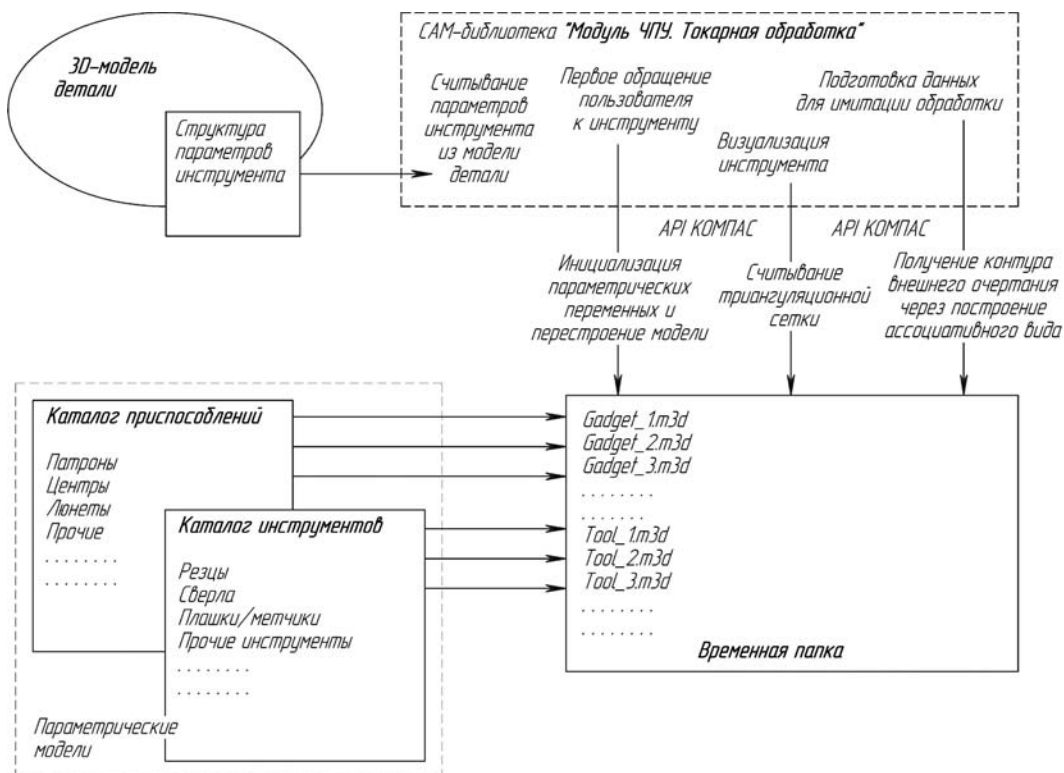 3D-модель
детали
Структура
параметров
инструмента
САМ-библиотека "Модуль ЧПУ. Токарная обработка"
Считывание
параметров
инструмента
из модели
детали
Первое обращение
пользователя
к инструменту
Визуализация
инструмента
Подготовка данных
для имитации обработки
API КОМПАС
API КОМПАС
Инициализация
параметрических
переменных и
перестроение модели
Считывание
триангуляционной
сетки
Получение контура
внешнего очертания
через построение
ассоциативного вида
Каталог приспособлений
Патроны
Центры
Люнеты
Прочие
. . . . . . . .
. . . . . . . .
Каталог инструментов
Резцы
Сверла
Плашки/метчики
Прочие инструменты
. . . . . . . .
. . . . . . . .
Параметрические
модели
Gadget_1.m3d
Gadget_2.m3d
Gadget_3.m3d
. . . . . . . .
. . . . . . .
Tool_1.m3d
Tool_2.m3d
Tool_3.m3d
. . . . . . . .
. . . . . . . .
Временная папка